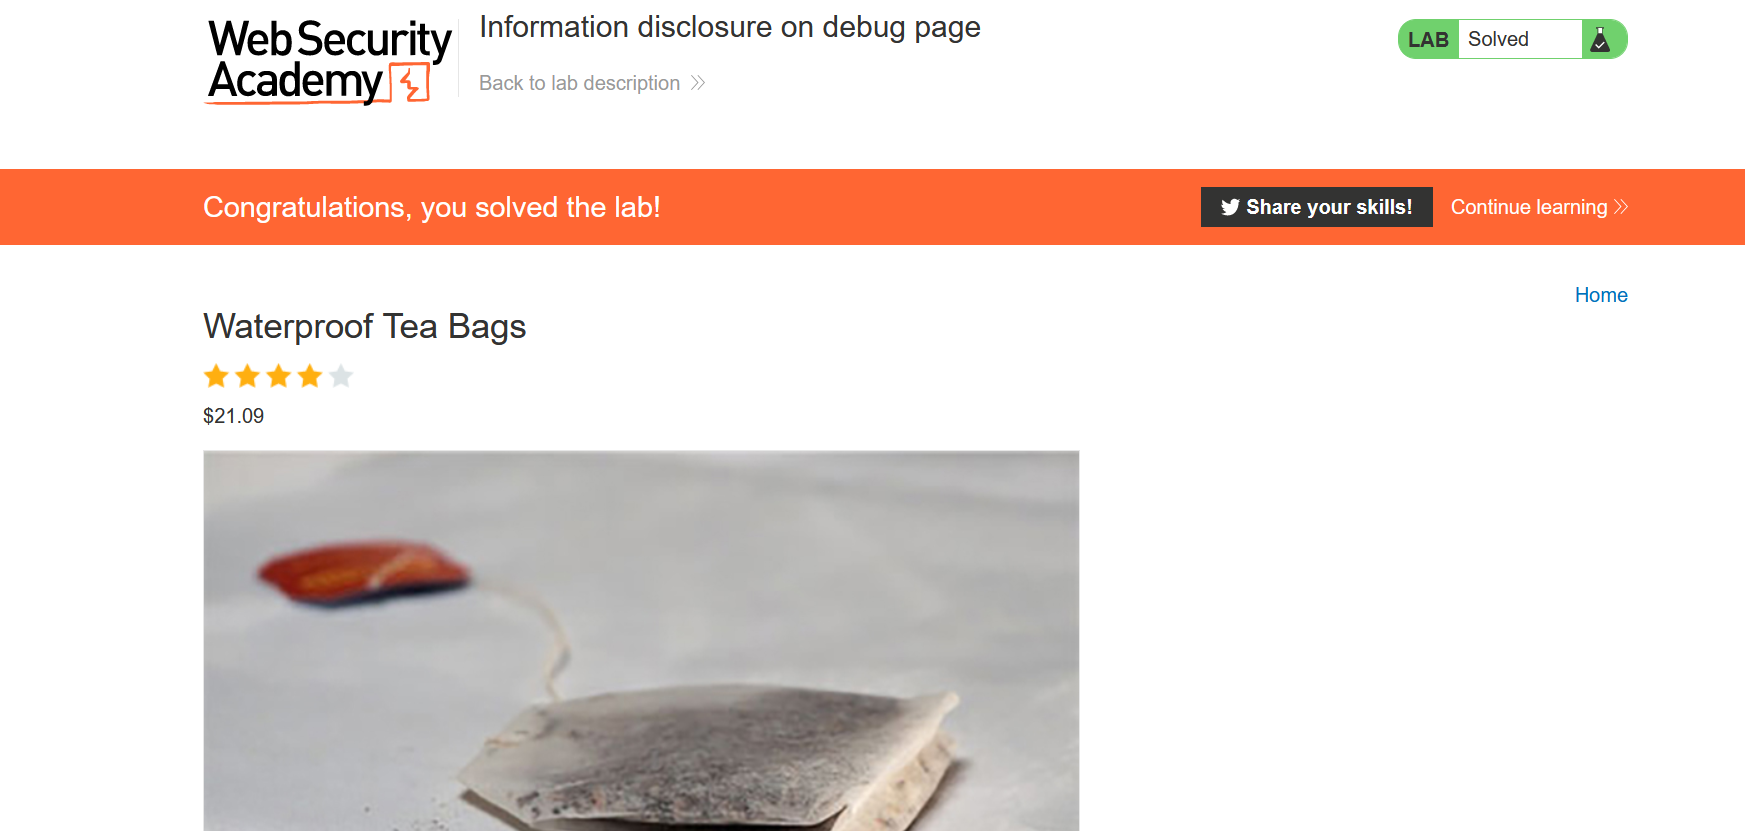 Web Security
Academy
Information disclosure on debug page
Back to lab description
LAB Solved
Congratulations, you solved the lab!
Share your skills!
Continue learning
Home
Waterproof Tea Bags
$21.09